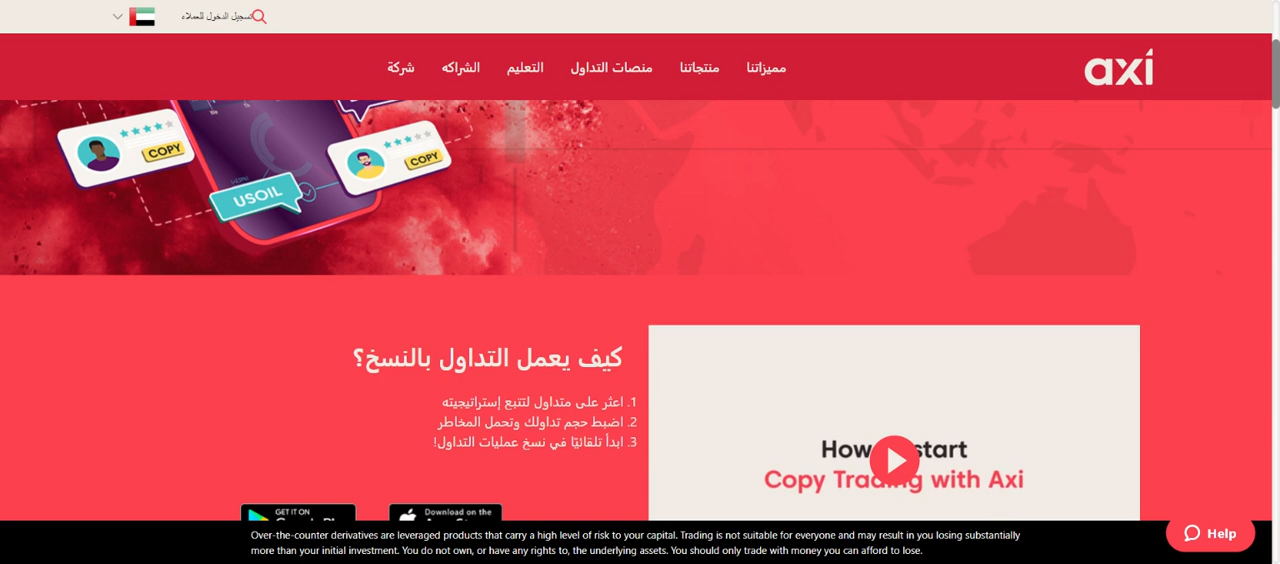 تسجيل الدخول للعملاء
axi
مميزاتنا
منتجاتنا
منصات التداول
التعليم
الشراكه
شركة
COPY
COPY
USOIL
كيف يعمل التداول بالنسخ؟
1. اعثر على متداول لتتبع إستراتيجيته
2. اضبط حجم تداولك وتحمل المخاطر
3. ابدأ تلقائيًا في نسخ عمليات التداول!
How start
Copy Trading with Axi
GET IT ON
Google Play
Download on the
Over-the-counter derivatives are leveraged products that carry a high level of risk to your capital. Trading is not suitable for everyone and may result in you losing substantially
more than your initial investment. You do not own, or have any rights to, the underlying assets. You should only trade with money you can afford to lose.
Help